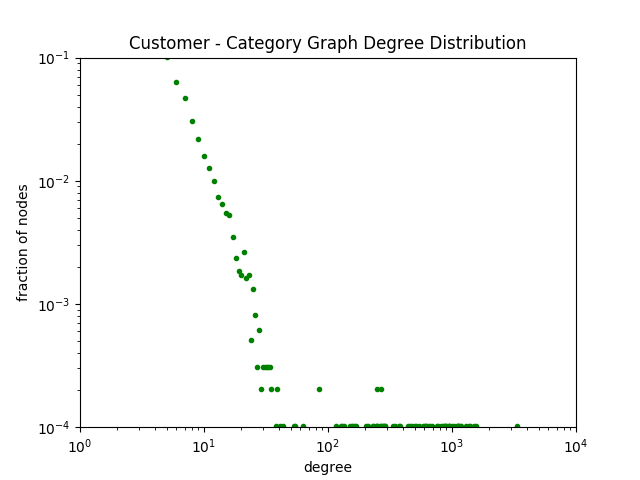 Customer - Category Graph Degree Distribution
10⁻¹
10⁻²
10⁻³
10⁻⁴
fraction of nodes
10⁰ 10¹ 10² 10³ 10⁴
degree